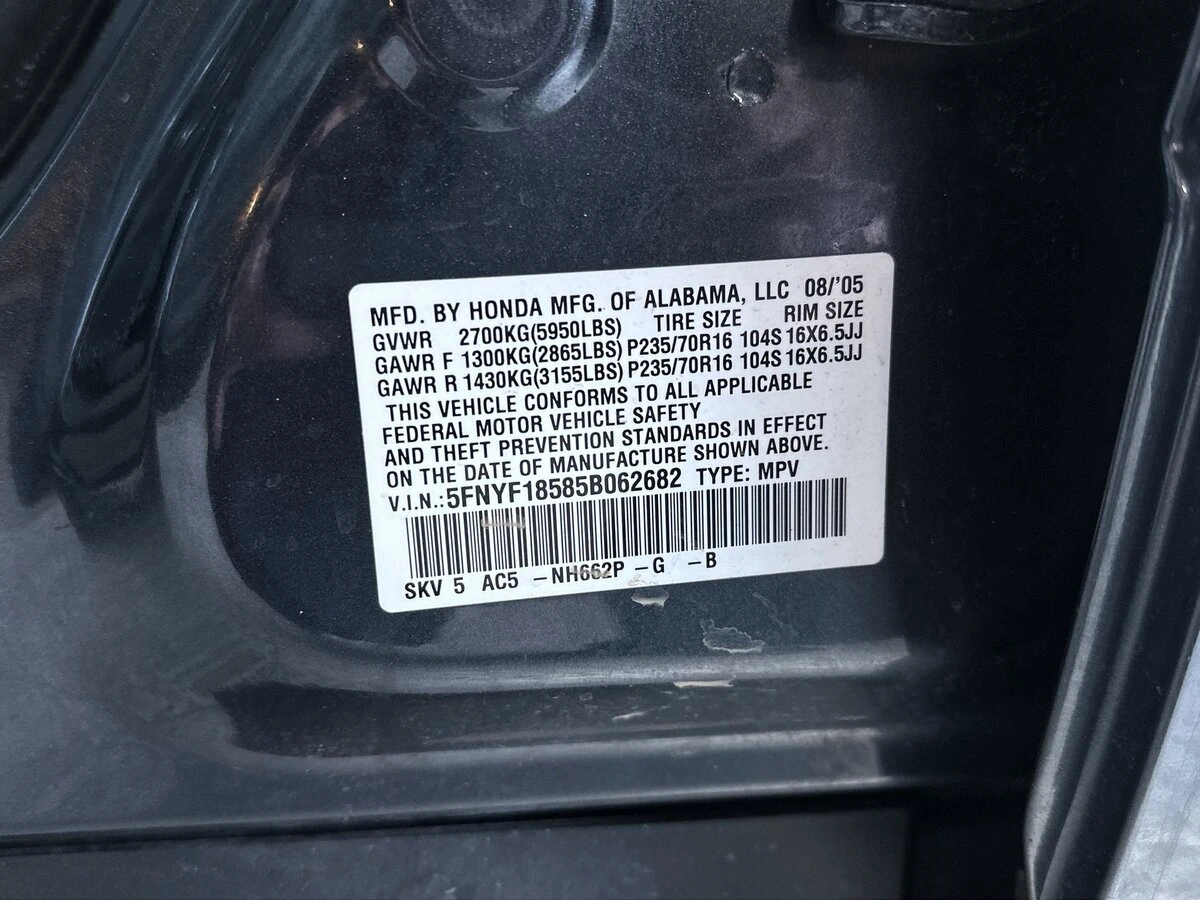 MFD. BY HONDA MFG. OF ALABAMA, LLC 08/'05
GVWR 2700KG(5950LBS) TIRE SIZE RIM SIZE
GAWR F 1300KG(2865LBS) P235/70R16 104S 16X6.5JJ
GAWR R 1430KG(3155LBS) P235/70R16 104S 16X6.5JJ
THIS VEHICLE CONFORMS TO ALL APPLICABLE
FEDERAL MOTOR VEHICLE SAFETY
AND THEFT PREVENTION STANDARDS IN EFFECT
ON THE DATE OF MANUFACTURE SHOWN ABOVE.
V.I.N.:5FNYF18585B062682 TYPE: MPV
SKV 5 AC5 -NH662P -G -B